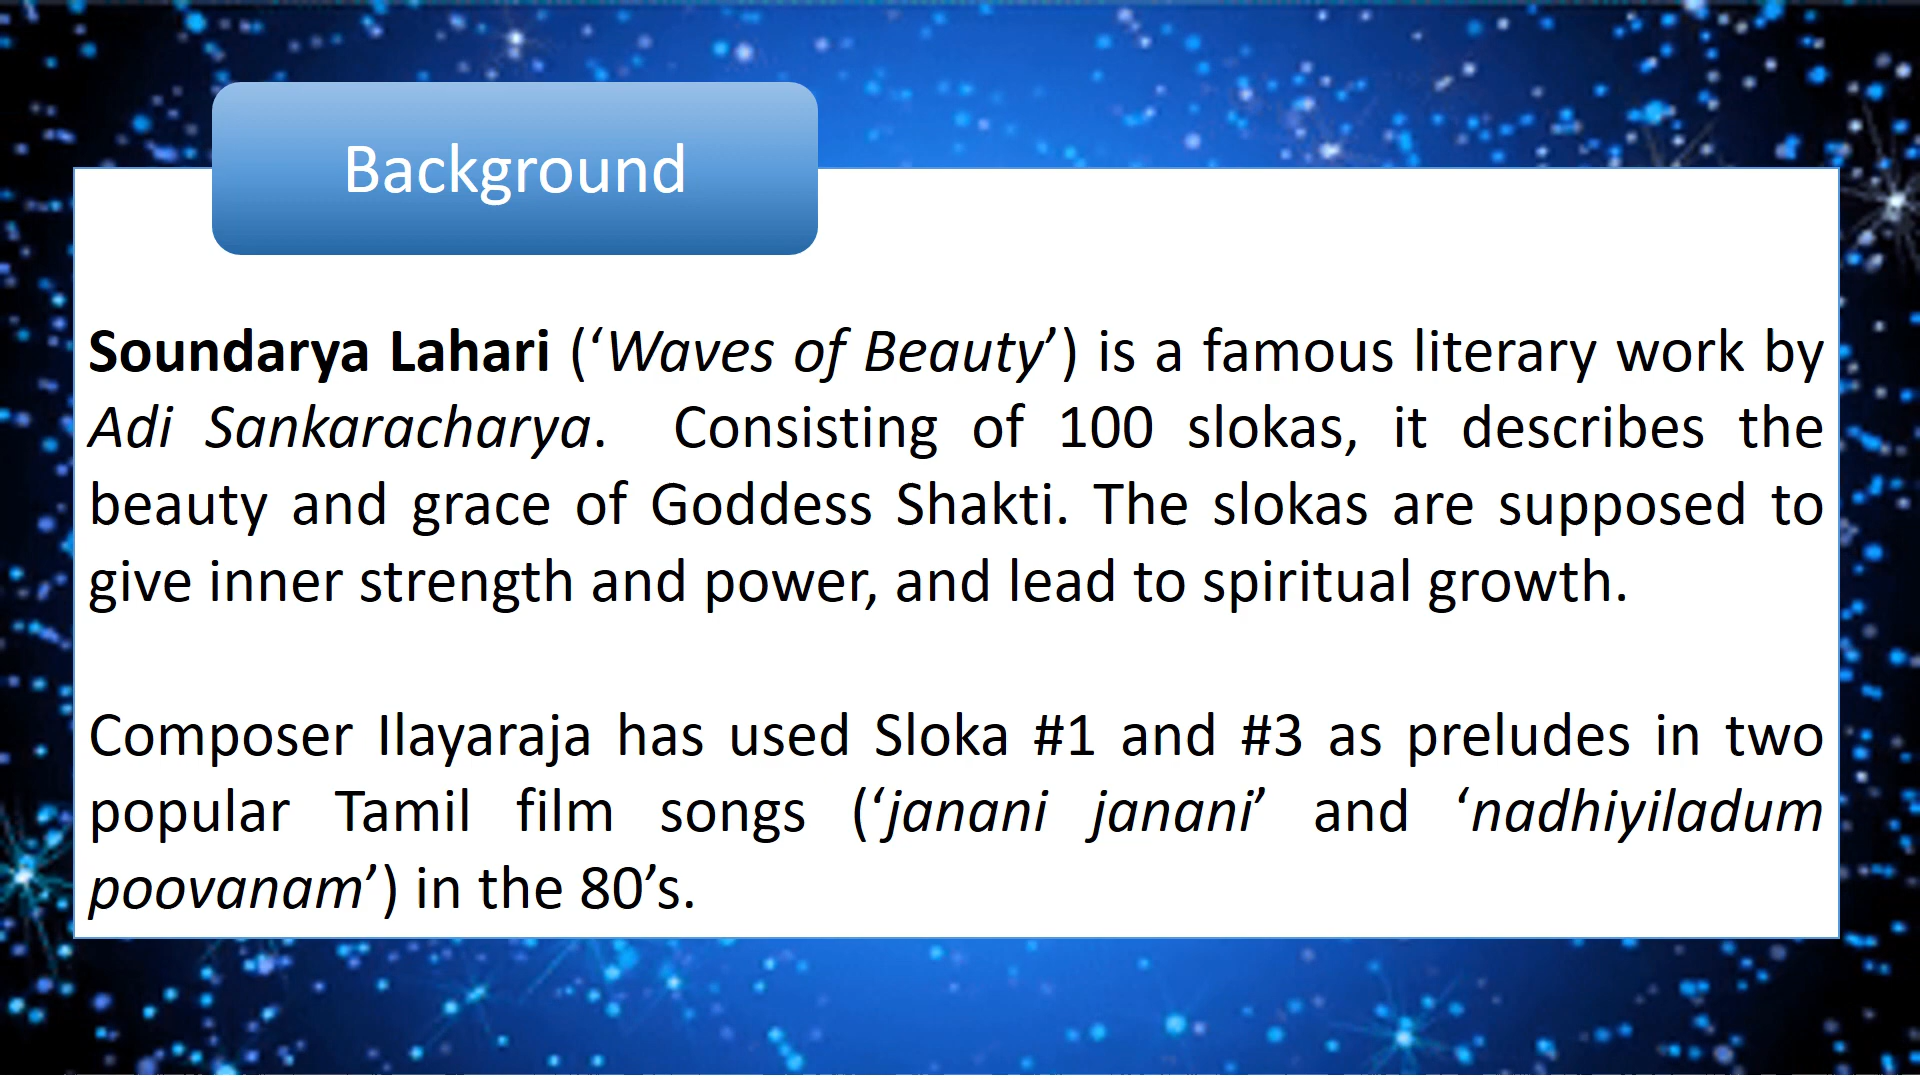 Background
Soundarya Lahari (‘Waves of Beauty’) is a famous literary work by
Adi Sankaracharya.  Consisting of 100 slokas, it describes the
beauty and grace of Goddess Shakti. The slokas are supposed to
give inner strength and power, and lead to spiritual growth.
Composer Ilayaraja has used Sloka #1 and #3 as preludes in two
popular Tamil film songs (‘janani janani’ and ‘nadhiyiladum
poovanam’) in the 80’s.